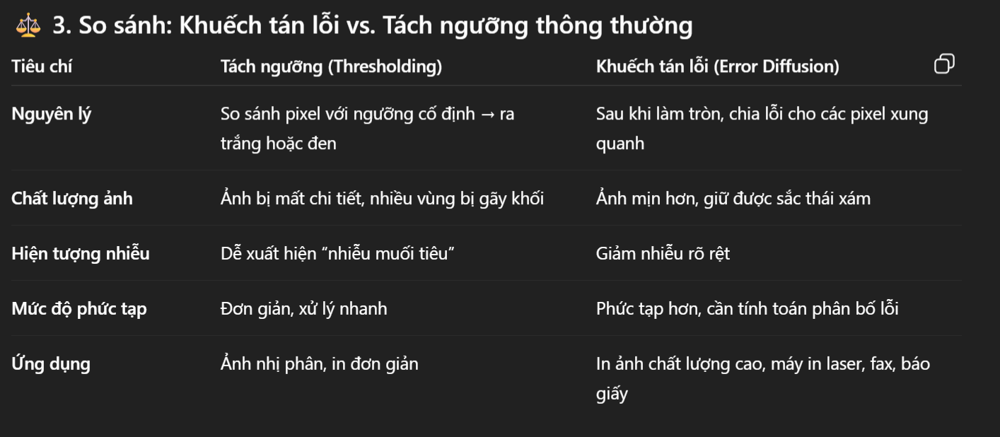 ⚖️ 3. So sánh: Khuếch tán lỗi vs. Tách ngưỡng thông thường
Tiêu chí Tách ngưỡng (Thresholding) Khuếch tán lỗi (Error Diffusion)
Nguyên lý So sánh pixel với ngưỡng cố định → ra Sau khi làm tròn, chia lỗi cho các pixel xung
trắng hoặc đen quanh
Chất lượng ảnh Ảnh bị mất chi tiết, nhiều vùng bị gãy khối Ảnh mịn hơn, giữ được sắc thái xám
Hiện tượng nhiễu Dễ xuất hiện “nhiễu muối tiêu” Giảm nhiễu rõ rệt
Mức độ phức tạp Đơn giản, xử lý nhanh Phức tạp hơn, cần tính toán phân bố lỗi
Ứng dụng Ảnh nhị phân, in đơn giản In ảnh chất lượng cao, máy in laser, fax, báo
giấy